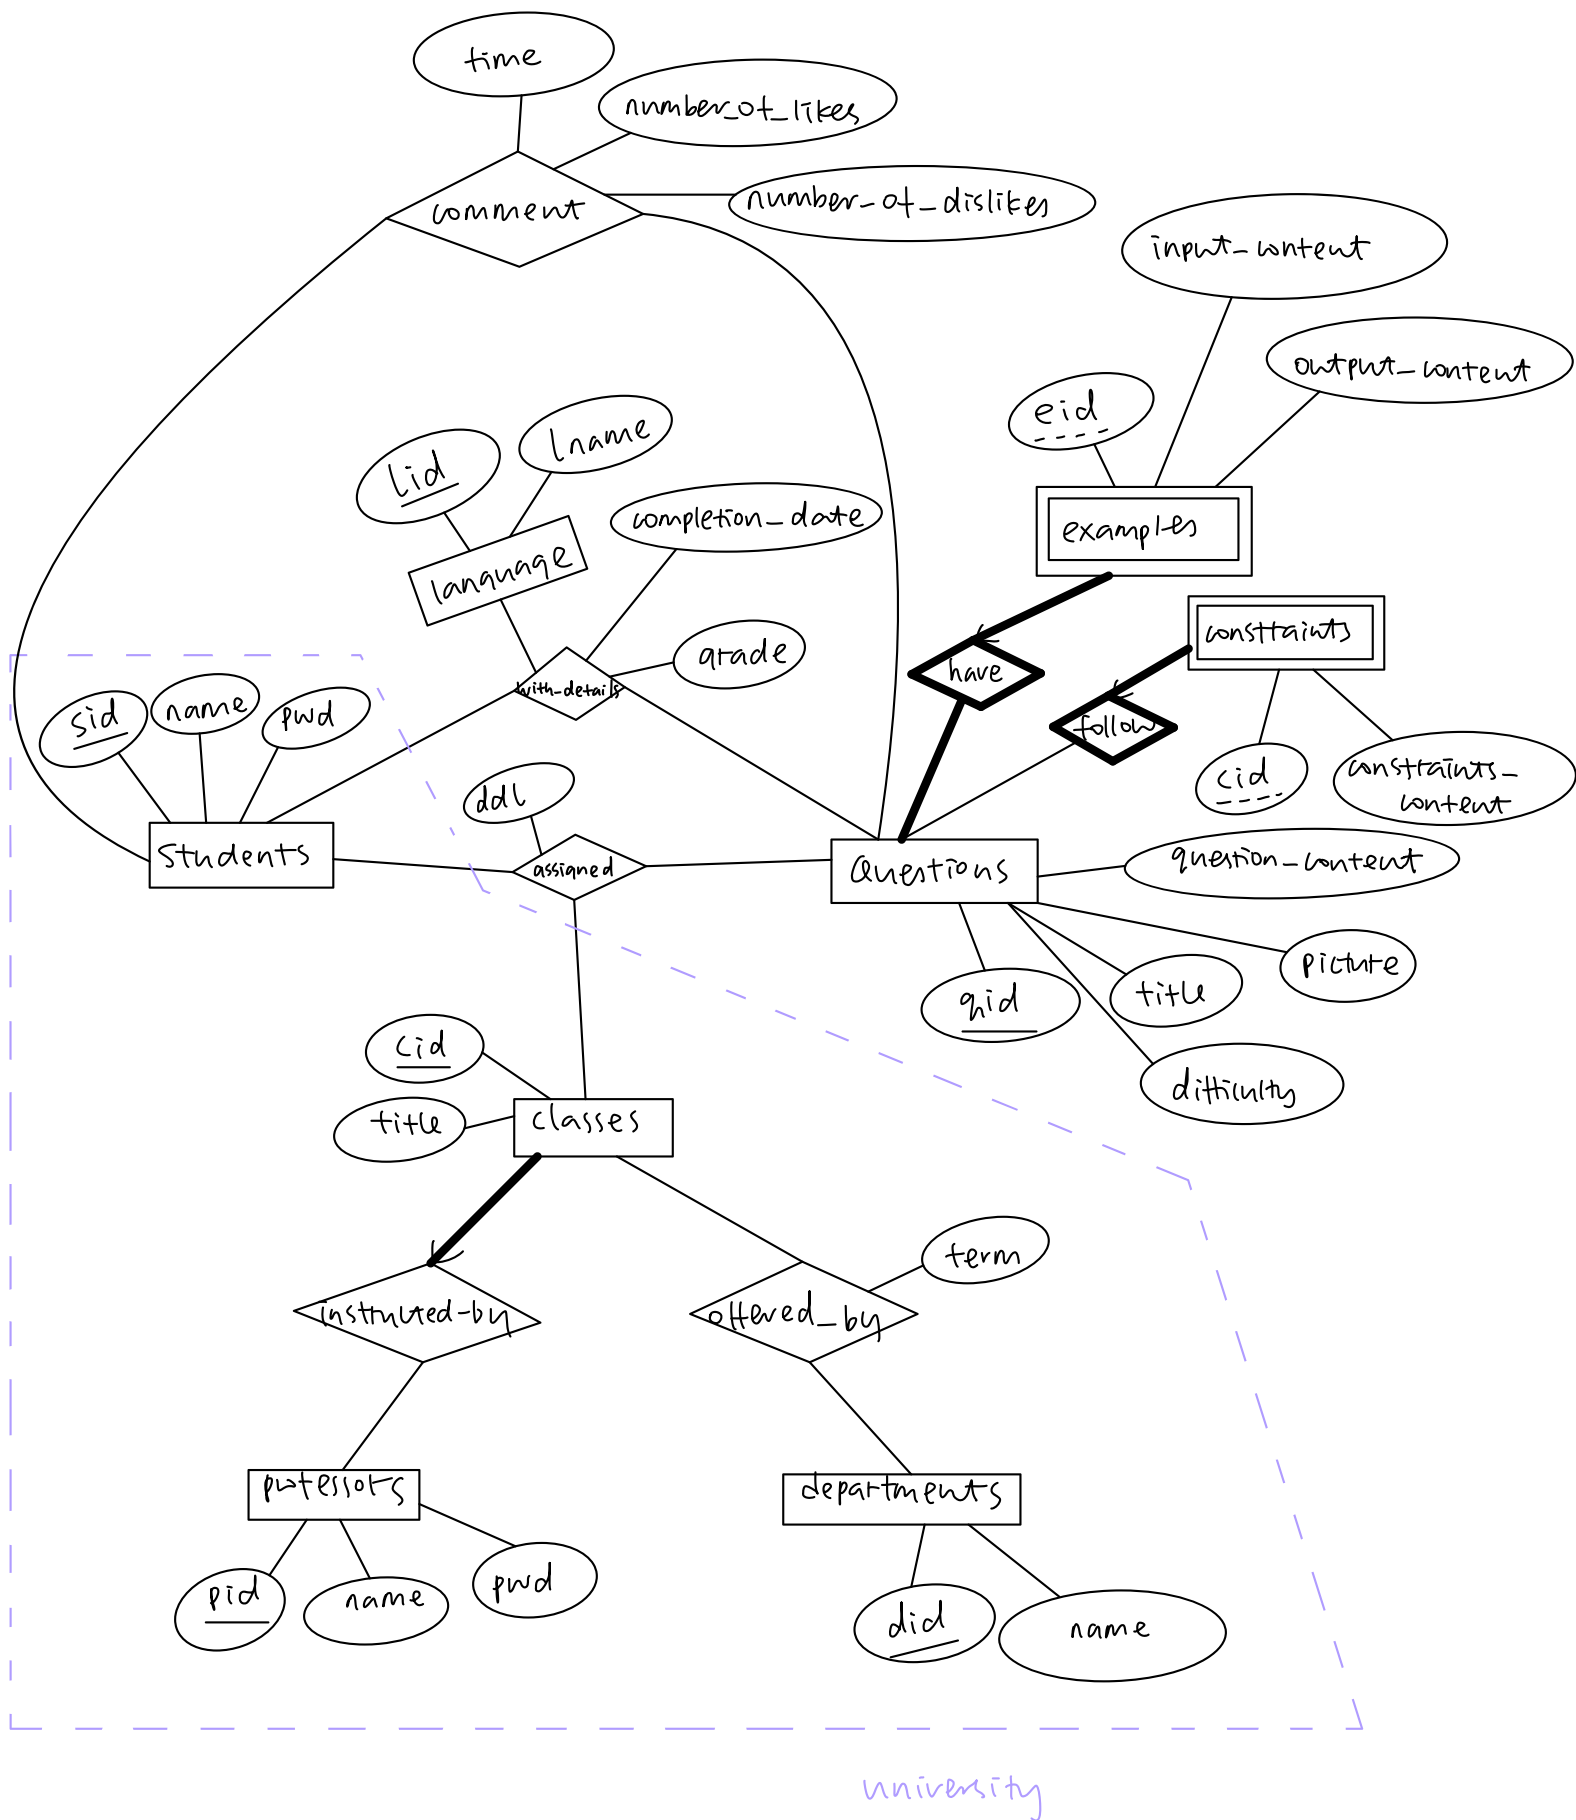 time
number_of_likes
number_of_dislikes
comment
input_content
output_content
eid
lname
lid
completion_date
examples
language
constraints
grade
have
with-details
follow
sid
name
pwd
cid
constraints_
content
ddl
Students
assigned
Questions
question_content
picture
qid
title
difficulty
cid
title
classes
term
instructed-by
offered_by
professors
departments
pid
name
pwd
did
name
university